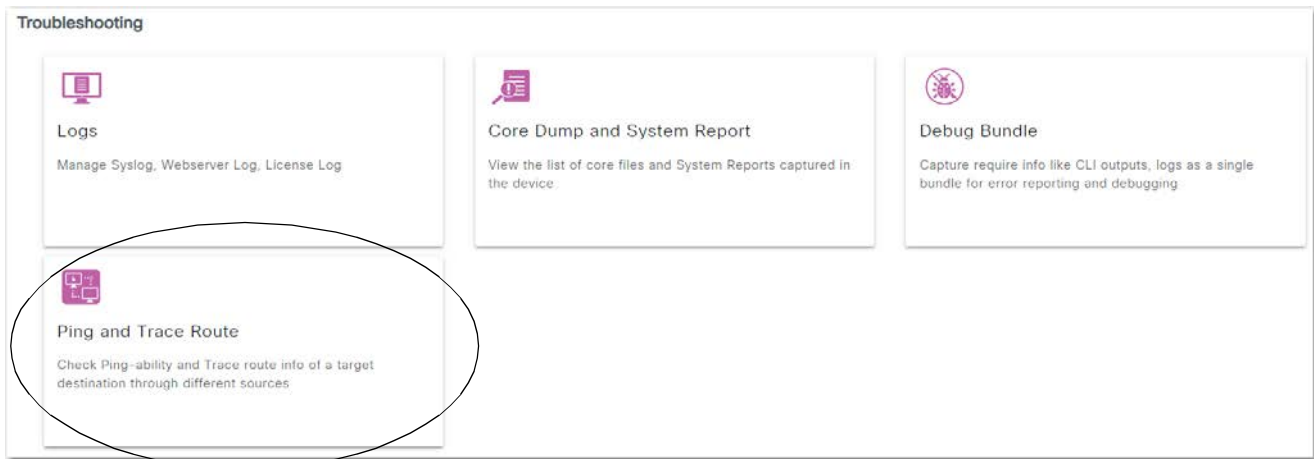 Troubleshooting
Logs
Manage Syslog, Webserver Log, License Log
Core Dump and System Report
View the list of core files and System Reports captured in
the device
Debug Bundle
Capture require info like CLI outputs, logs as a single
bundle for error reporting and debugging
Ping and Trace Route
Check Ping-ability and Trace route info of a target
destination through different sources